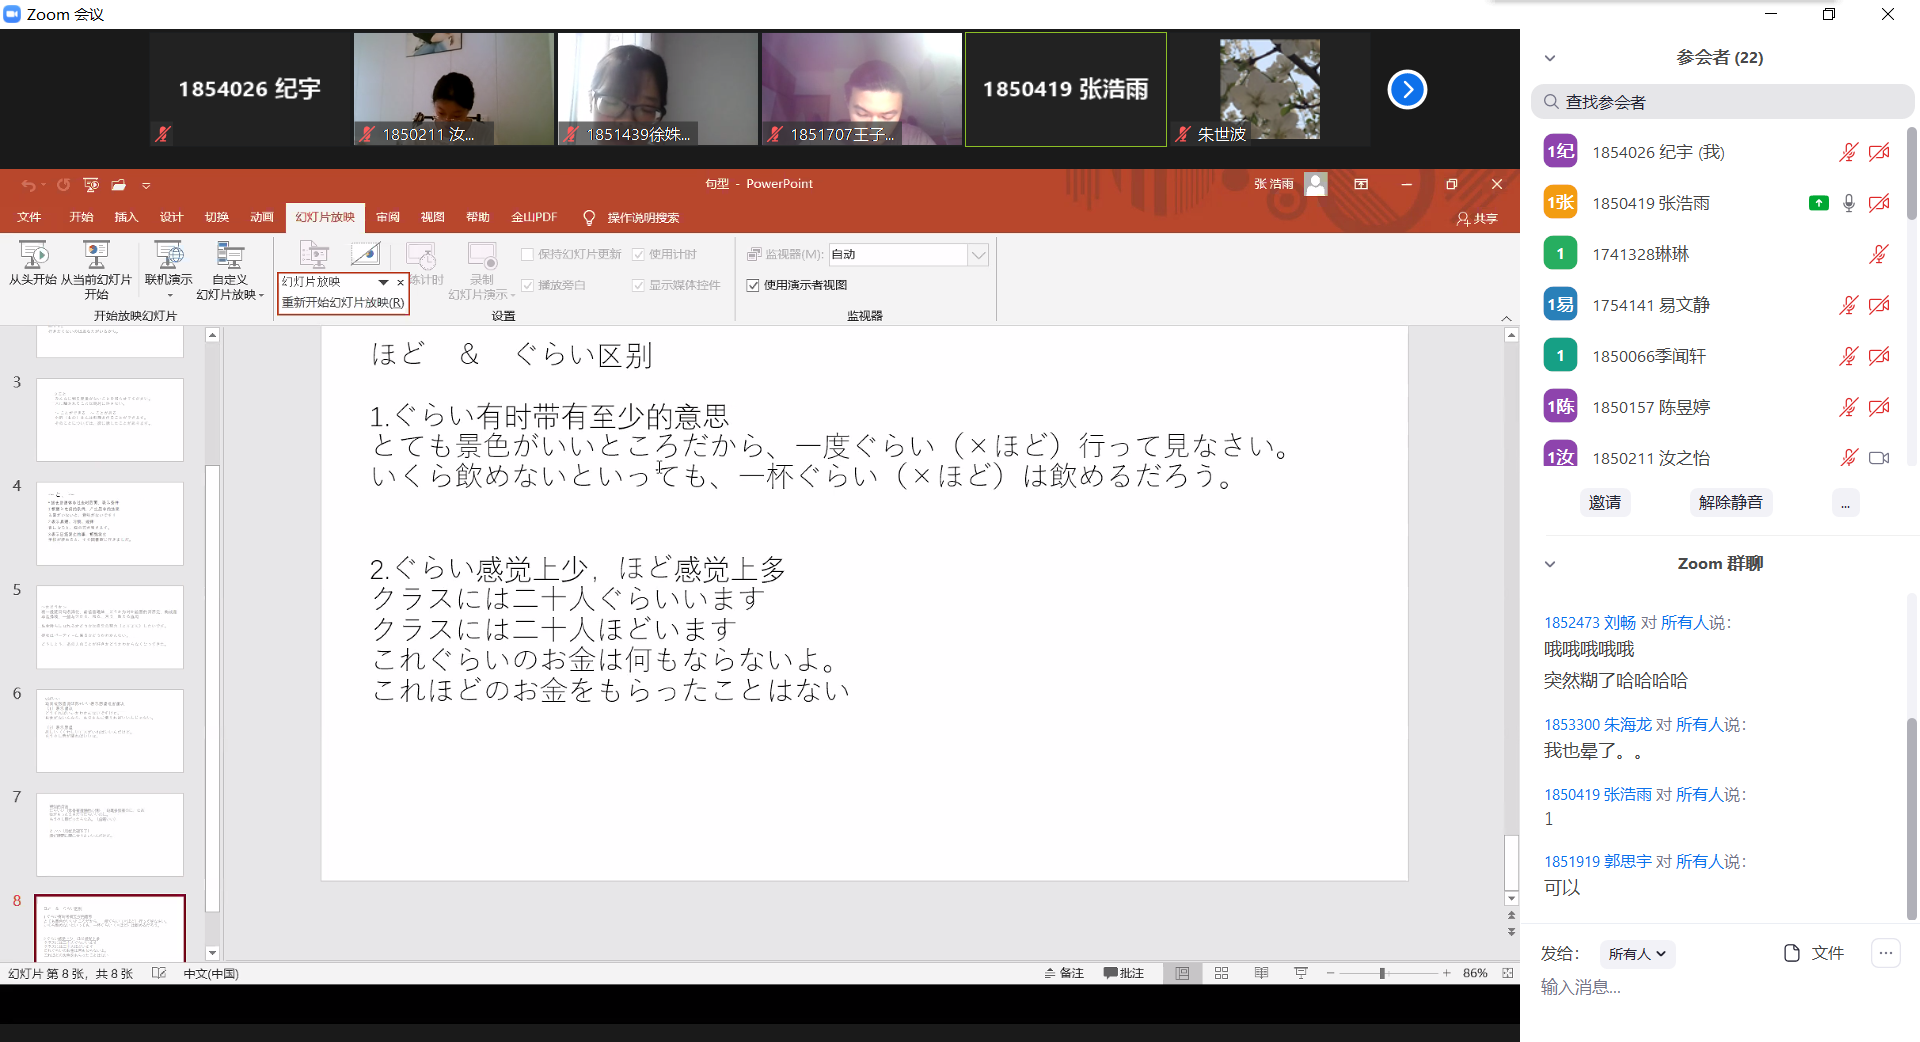 Zoom 会议
1854026 纪宇
1850211 汝...
1851439徐姝...
1851707王子...
1850419 张浩雨
朱世波
句型 - PowerPoint
张 浩雨
文件 开始 插入 设计 切换 动画 幻灯片放映 审阅 视图 帮助 金山PDF 操作说明搜索
共享
从头开始
从当前幻灯片
开始
联机演示
自定义
幻灯片放映
开始放映幻灯片
幻灯片放映
重新开始幻灯片放映(R)
练计时
录制
幻灯片演示
保持幻灯片更新
使用计时
播放旁白
显示媒体控件
设置
监视器(M):
自动
使用演示者视图
监视器
3
4
5
6
7
8
ほど ＆ ぐらい区别
1.ぐらい有时带有至少的意思
とても景色がいいところだから、一度ぐらい（×ほど）行って見なさい。
いくら飲めないといっても、一杯ぐらい（×ほど）は飲めるだろう。
2.ぐらい感觉上少，ほど感觉上多
クラスには二十人ぐらいいます
クラスには二十人ほどいます
これぐらいのお金は何もならないよ。
これほどのお金をもらったことはない
幻灯片 第 8 张，共 8 张
中文(中国)
备注
批注
86%
参会者 (22)
查找参会者
1纪 1854026 纪宇 (我)
1张 1850419 张浩雨
1 1741328琳琳
1易 1754141 易文静
1 1850066季闻轩
1陈 1850157 陈昱婷
1汝 1850211 汝之怡
邀请
解除静音
...
Zoom 群聊
1852473 刘畅 对 所有人说:
哦哦哦哦哦
突然糊了哈哈哈哈
1853300 朱海龙 对 所有人说:
我也晕了。。
1850419 张浩雨 对 所有人说:
1
1851919 郭思宇 对 所有人说:
可以
发给:
所有人
文件
...
输入消息...